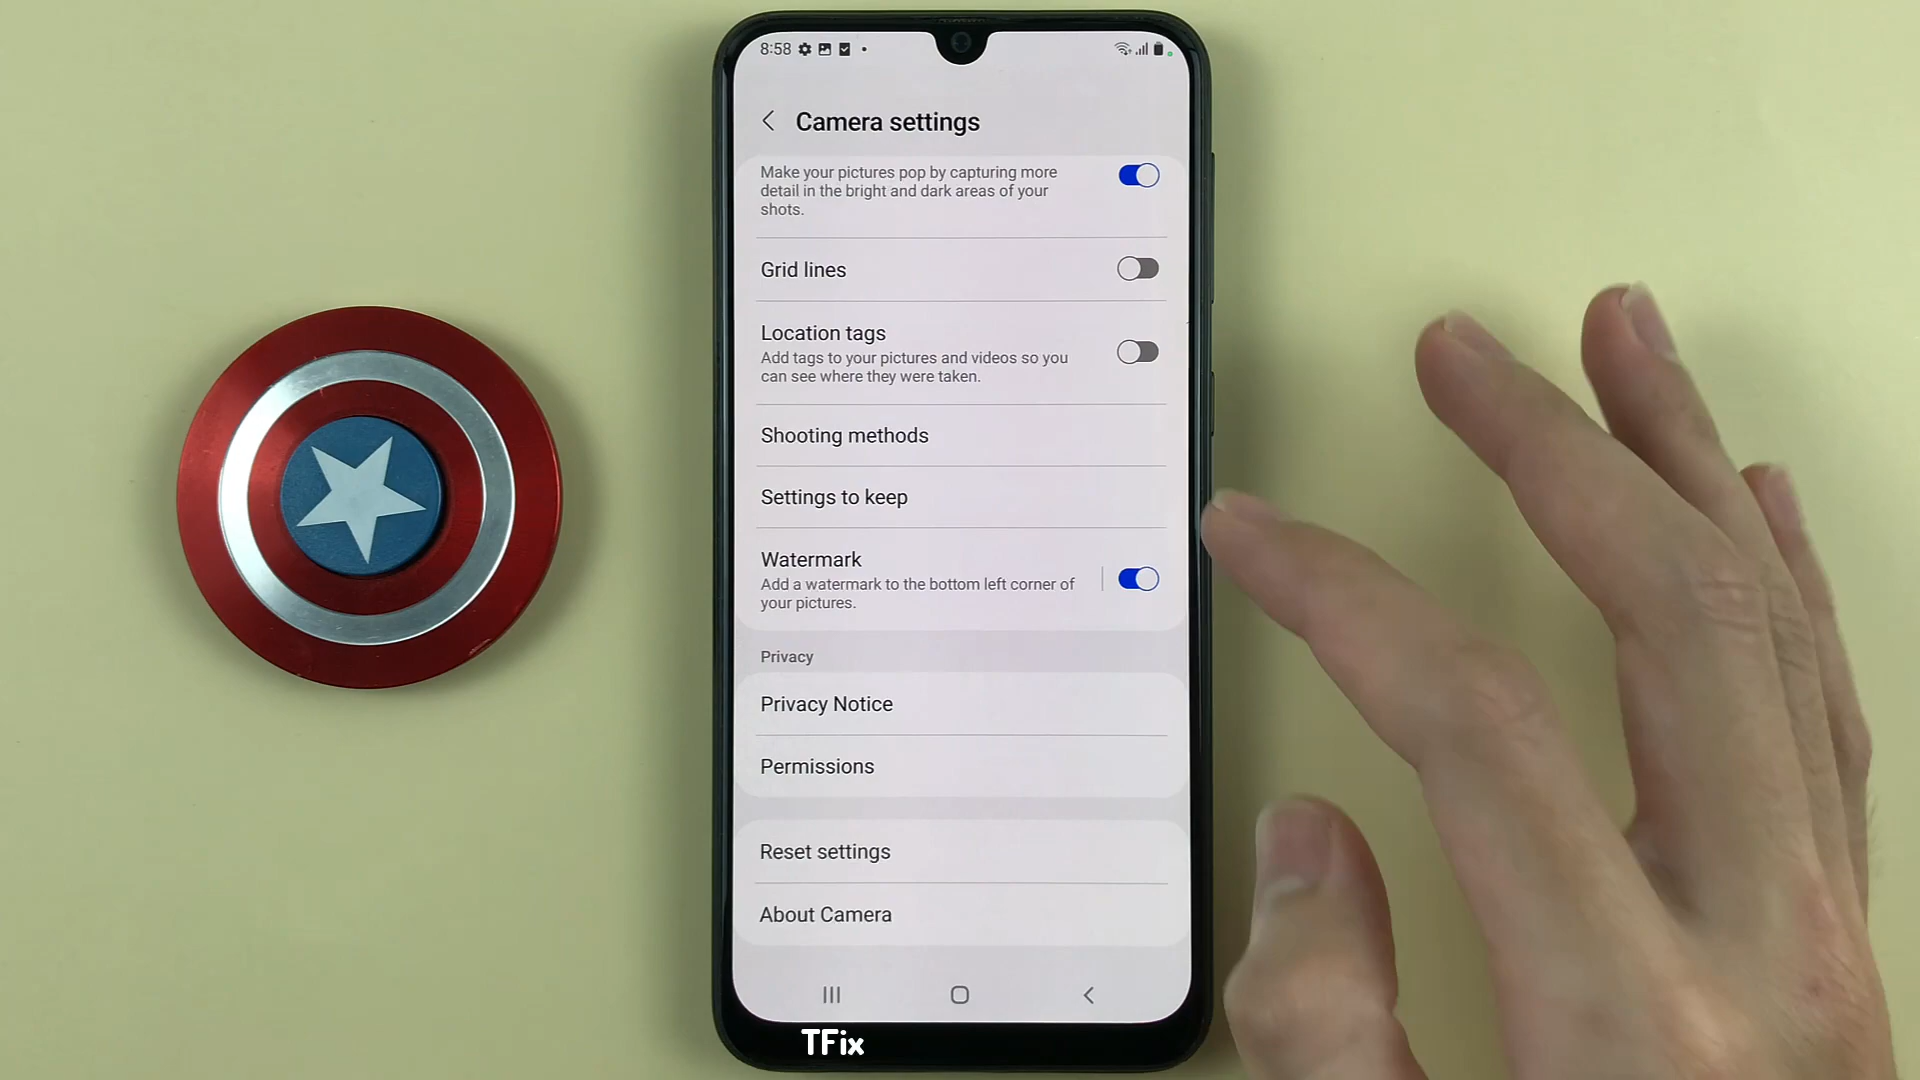 8:58
Camera settings
Make your pictures pop by capturing more
detail in the bright and dark areas of your
shots.
Grid lines
Location tags
Add tags to your pictures and videos so you
can see where they were taken.
Shooting methods
Settings to keep
Watermark
Add a watermark to the bottom left corner of
your pictures.
Privacy
Privacy Notice
Permissions
Reset settings
About Camera
TFix